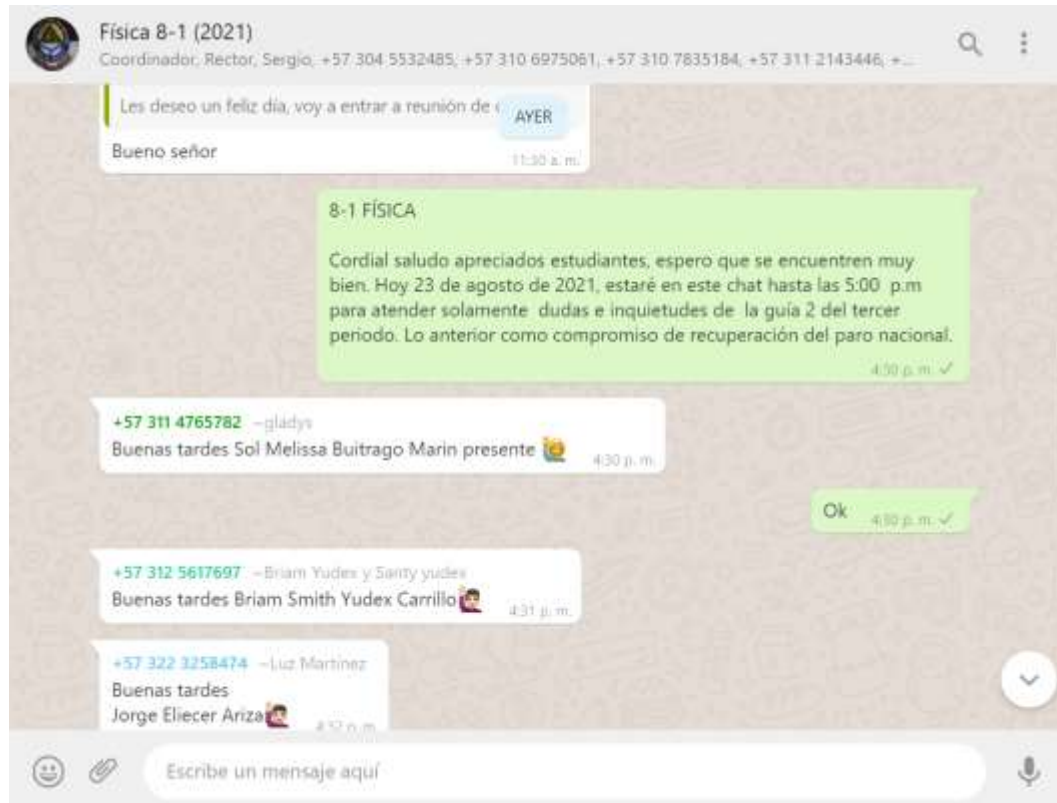 Física 8-1 (2021)
Coordinador, Rector, Sergio, +57 304 5532485, +57 310 6975061, +57 310 7835184, +57 311 2143446, +...
Les deseo un feliz día, voy a entrar a reunión de
AYER
Bueno señor
11:30 a. m.
8-1 FÍSICA
Cordial saludo apreciados estudiantes, espero que se encuentren muy
bien. Hoy 23 de agosto de 2021, estaré en este chat hasta las 5:00 p.m
para atender solamente dudas e inquietudes de la guía 2 del tercer
periodo. Lo anterior como compromiso de recuperación del paro nacional.
4:30 p. m.
+57 311 4765782 ~gladys
Buenas tardes Sol Melissa Buitrago Marin presente
4:30 p. m.
Ok
4:30 p. m.
+57 312 5617697 ~Briam Yudex y Santy yudex
Buenas tardes Briam Smith Yudex Carrillo
4:31 p. m.
+57 322 3258474 ~Luz Martinez
Buenas tardes
Jorge Eliecer Ariza
4:32 p. m.
Escribe un mensaje aquí